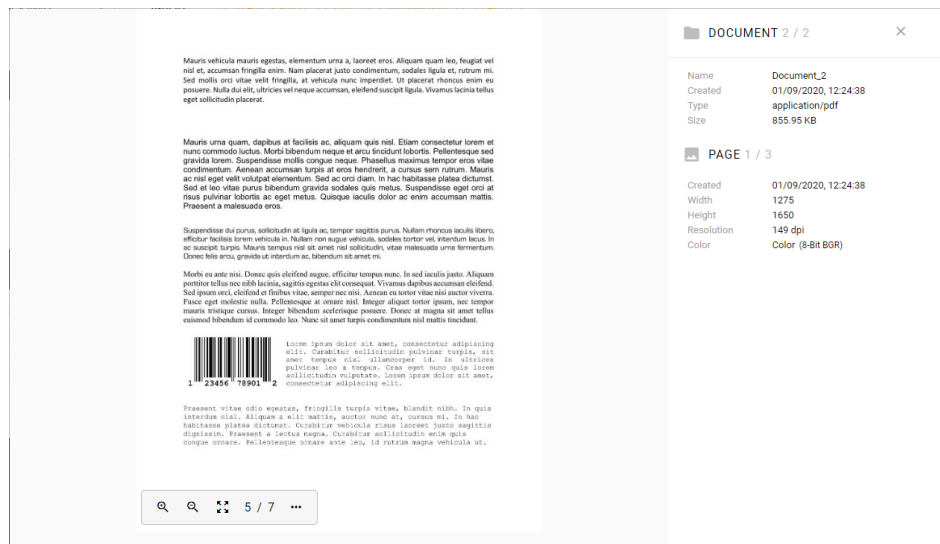 Mauris vehicula mauris egestas, elementum urna a, laoreet eros. Aliquam quam leo, feugiat vel
nisl et, accumsan fringilla enim. Nam placerat justo condimentum, sodales ligula et, rutrum mi.
Sed mollis orci vitae velit fringilla, at vehicula nunc imperdiet. Ut placerat rhoncus enim eu
posuere. Nulla dui elit, ultricies vel neque accumsan, eleifend suscipit ligula. Vivamus lacinia tellus
eget sollicitudin placerat.
Mauris urna quam, dapibus at facilisis ac, aliquam quis nisl. Etiam consectetur lorem et
nunc commodo luctus. Morbi bibendum neque et arcu tincidunt lobortis. Pellentesque sed
gravida lorem. Suspendisse mollis congue neque. Phasellus maximus tempor eros vitae
condimentum. Aenean accumsan turpis at eros hendrerit, a cursus sem rutrum. Mauris
ac nisl eget velit volutpat elementum. Sed ac orci diam. In hac habitasse platea dictumst.
Sed et leo vitae purus bibendum gravida sodales quis metus. Suspendisse eget orci at
risus pulvinar lobortis ac eget metus. Quisque iaculis dolor ac enim accumsan mattis.
Praesent a malesuada eros.
Suspendisse dui purus, sollicitudin at ligula ac, tempor sagittis purus. Nullam rhoncus iaculis libero,
efficitur facilisis lorem vehicula in. Nullam non augue vehicula, sodales tortor vel, interdum lacus. In
ac suscipit turpis. Mauris tempus nisl sit amet nisl sollicitudin, vitae malesuada urna fermentum.
Donec felis arcu, gravida ut interdum ac, bibendum sit amet mi.
Morbi eu ante nisi. Donec quis eleifend augue, efficitur tempus nunc. In sed iaculis justo. Aliquam
porttitor tellus nec nibh lacinia, sagittis egestas elit consequat. Vivamus dapibus accumsan eleifend.
Sed ipsum orci, eleifend et finibus vitae, semper nec nisi. Aenean eu tortor vitae nisi auctor viverra.
Fusce eget molestie nulla. Pellentesque at ornare nisl. Integer aliquet tortor ipsum, nec tempor
mauris tristique cursus. Integer bibendum scelerisque posuere. Donec at magna sit amet tellus
euismod bibendum id commodo leo. Nunc sit amet turpis condimentum nisl mattis tincidunt.
1 23456 78901 2
Lorem ipsum dolor sit amet, consectetur adipiscing
elit. Curabitur sollicitudin pulvinar turpis, sit
amet tempus nisl ullamcorper id. In ultrices
pulvinar leo a tempus. Cras eget nunc quis lorem
sollicitudin vulputate. Lorem ipsum dolor sit amet,
consectetur adipiscing elit.
Praesent vitae odio egestas, fringilla turpis vitae, blandit nibh. In quis
interdum nisl. Aliquam a elit mattis, auctor nunc at, cursus mi. In hac
habitasse platea dictumst. Curabitur vehicula risus laoreet justo sagittis
dignissim. Praesent a lectus magna. Curabitur sollicitudin enim quis
congue ornare. Pellentesque ornare ante leo, id rutrum magna vehicula ut.
5 / 7
DOCUMENT 2 / 2
Name Document_2
Created 01/09/2020, 12:24:38
Type application/pdf
Size 855.95 KB
PAGE 1 / 3
Created 01/09/2020, 12:24:38
Width 1275
Height 1650
Resolution 149 dpi
Color Color (8-Bit BGR)